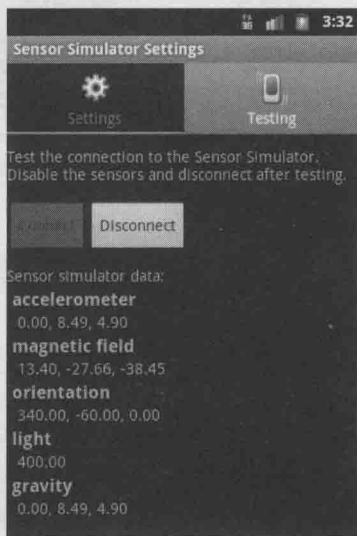 3G 3:32
Sensor Simulator Settings
Settings Testing
Test the connection to the Sensor Simulator.
Disable the sensors and disconnect after testing.
Connect Disconnect
Sensor simulator data:
accelerometer
0.00, 8.49, 4.90
magnetic field
13.40, -27.66, -38.45
orientation
340.00, -60.00, 0.00
light
400.00
gravity
0.00, 8.49, 4.90